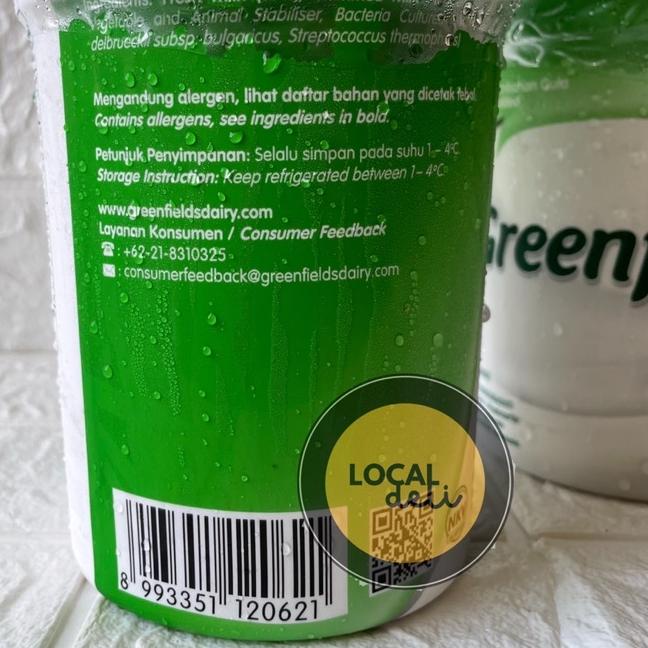 Vegetable and Animal Stabiliser, Bacteria Cultures
delbrueckii subsp. bulgaricus, Streptococcus thermophilus)
Mengandung alergen, lihat daftar bahan yang dicetak tebal
Contains allergens, see ingredients in bold.
Petunjuk Penyimpanan: Selalu simpan pada suhu 1 - 4°C
Storage Instruction: Keep refrigerated between 1 - 4°C
www.greenfieldsdairy.com
Layanan Konsumen / Consumer Feedback
: +62-21-8310325
: consumerfeedback@greenfieldsdairy.com
Greenf
LOCAL
deli
NKV
8 993351 120621